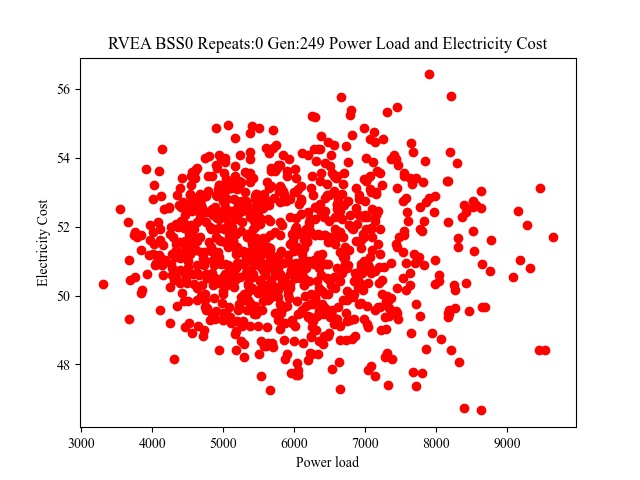 RVEA BSS0 Repeats:0 Gen:249 Power Load and Electricity Cost
56
54
52
50
48
Electricity Cost
3000 4000 5000 6000 7000 8000 9000
Power load